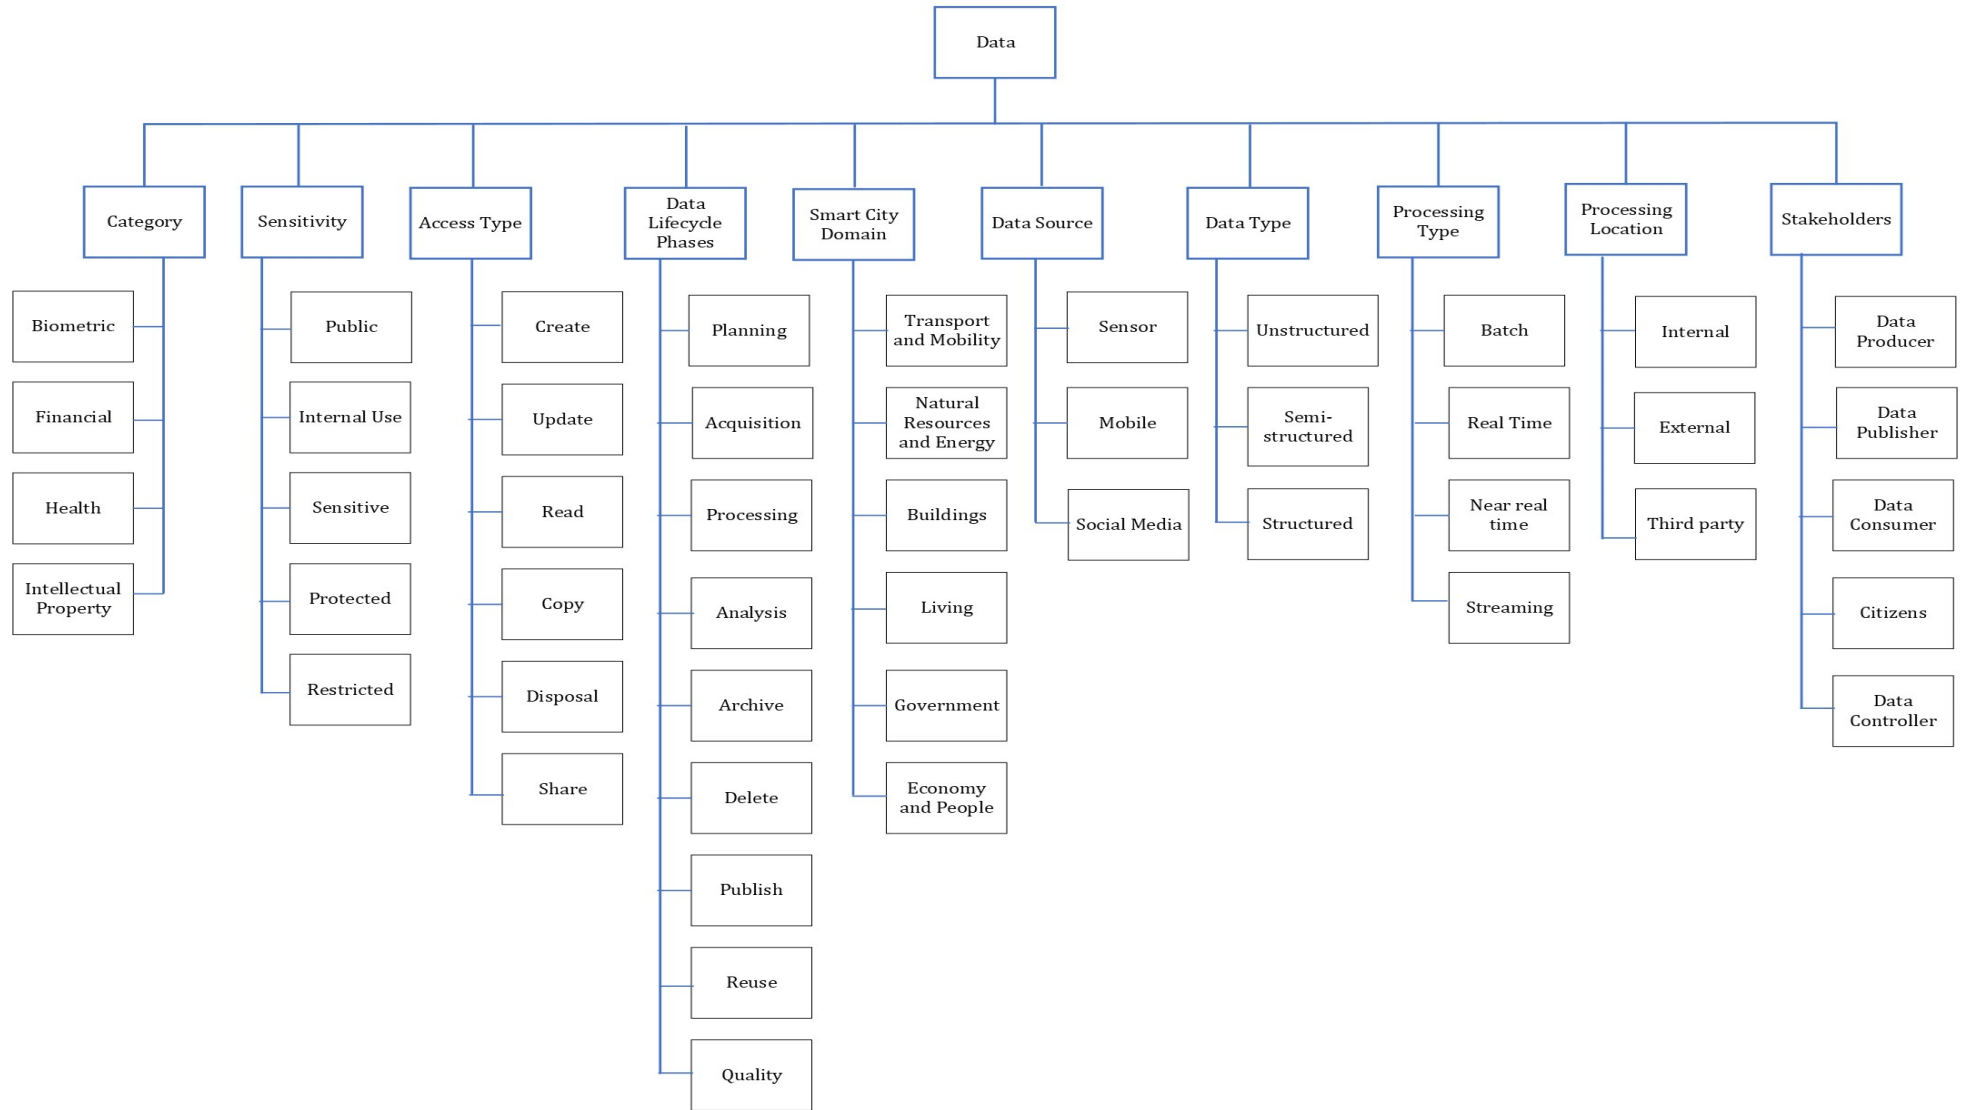 Data
Category
Sensitivity
Access Type
Data
Lifecycle
Phases
Smart City
Domain
Data Source
Data Type
Processing
Type
Processing
Location
Stakeholders
Biometric
Financial
Health
Intellectual
Property
Public
Internal Use
Sensitive
Protected
Restricted
Create
Update
Read
Copy
Disposal
Share
Planning
Acquisition
Processing
Analysis
Archive
Delete
Publish
Reuse
Quality
Transport
and Mobility
Natural
Resources
and Energy
Buildings
Living
Government
Economy
and People
Sensor
Mobile
Social Media
Unstructured
Semi-
structured
Structured
Batch
Real Time
Near real
time
Streaming
Internal
External
Third party
Data
Producer
Data
Publisher
Data
Consumer
Citizens
Data
Controller